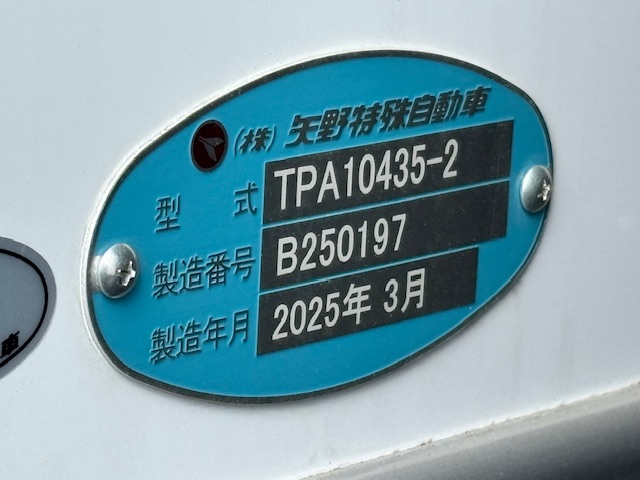 (株) 矢野特殊自動車
型 式 TPA10435-2
製造番号 B250197
製造年月 2025年 3月
車